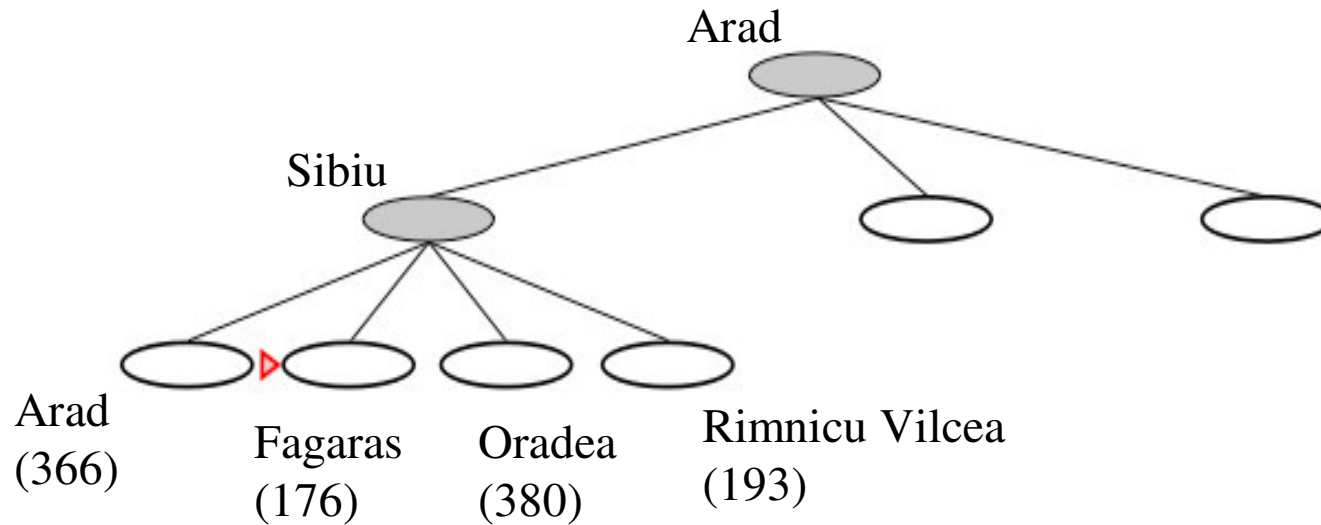 Arad
Sibiu
Arad
(366)
Fagaras
(176)
Oradea
(380)
Rimnicu Vilcea
(193)